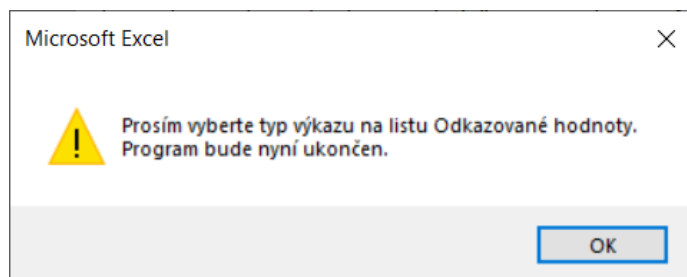 Microsoft Excel
Prosím vyberte typ výkazu na listu Odkazované hodnoty.
Program bude nyní ukončen.
OK